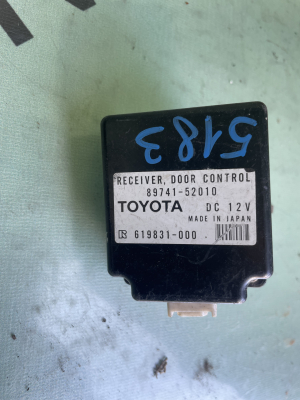 5183
RECEIVER, DOOR CONTROL
89741-52010
TOYOTA DC 12V
MADE IN JAPAN
R 619831-000